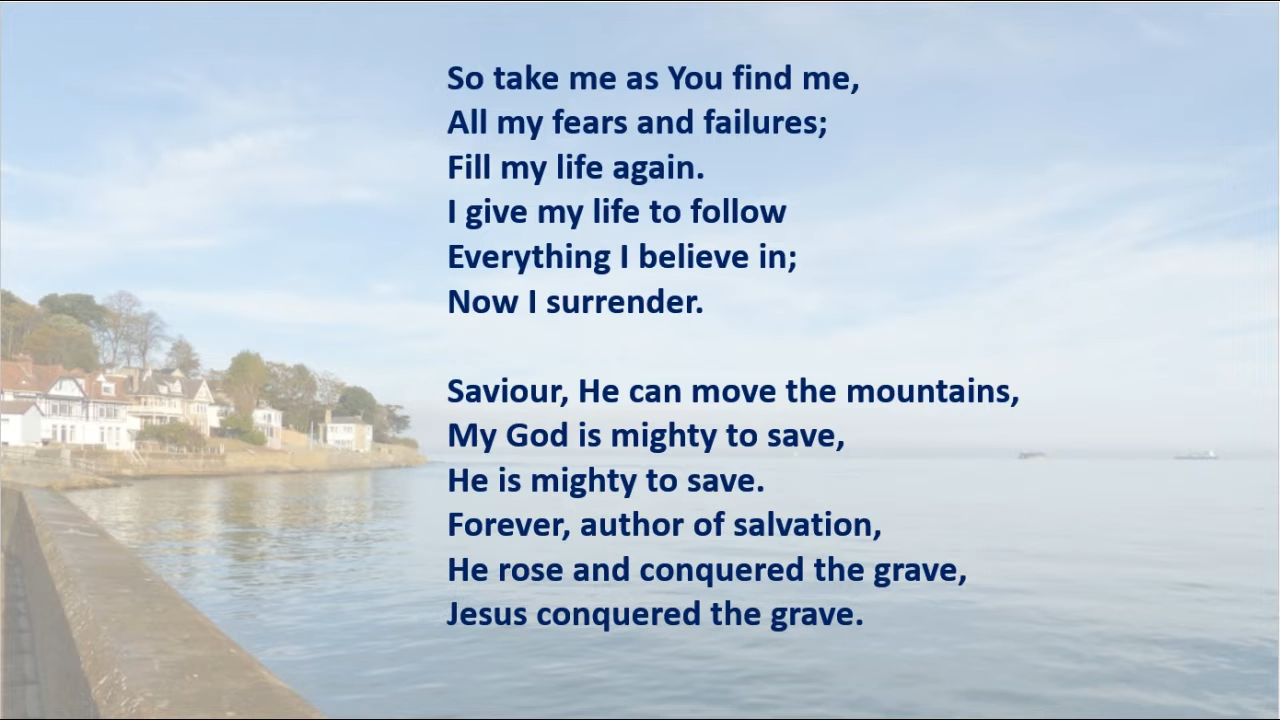 So take me as You find me,
All my fears and failures;
Fill my life again.
I give my life to follow
Everything I believe in;
Now I surrender.
Saviour, He can move the mountains,
My God is mighty to save,
He is mighty to save.
Forever, author of salvation,
He rose and conquered the grave,
Jesus conquered the grave.